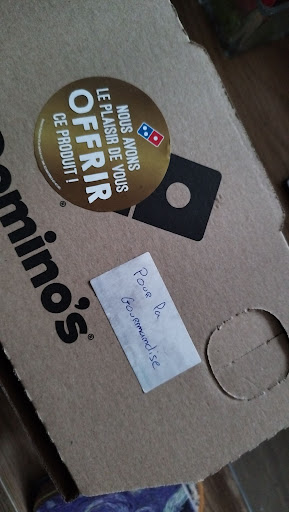 NOUS AVONS
LE PLAISIR DE VOUS
OFFRIR
CE PRODUIT !
Domino's®
Pour la
Gourmandise